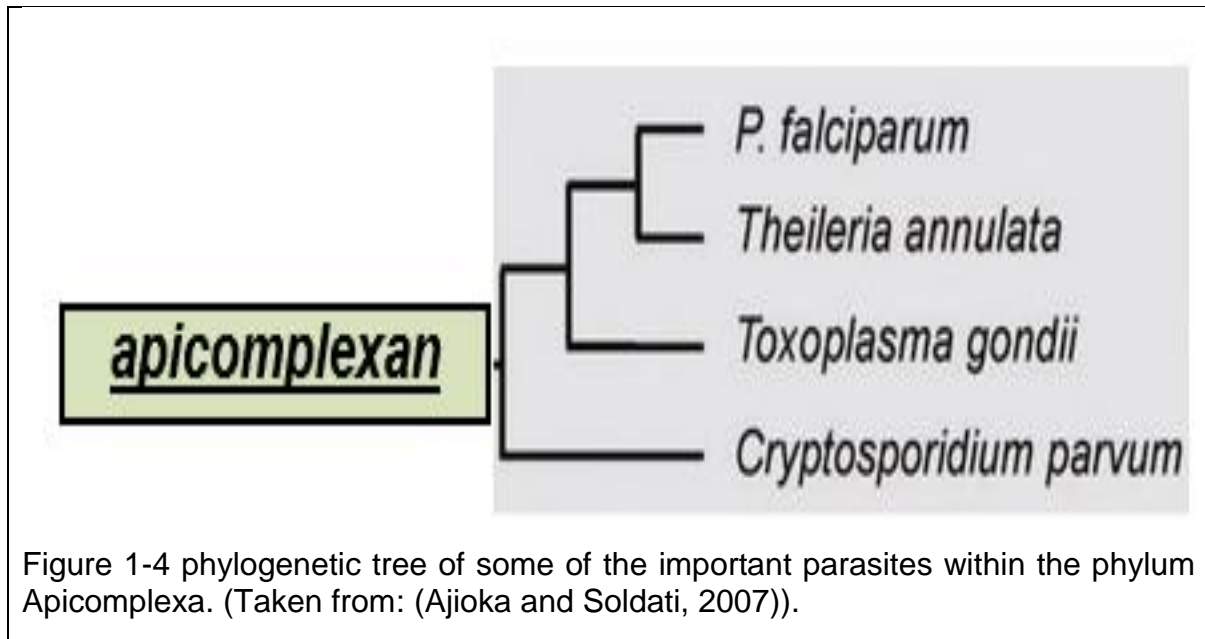 P. falciparum
Theileria annulata
apicomplexan
Toxoplasma gondii
Cryptosporidium parvum
Figure 1-4 phylogenetic tree of some of the important parasites within the phylum
Apicomplexa. (Taken from: (Ajioka and Soldati, 2007)).